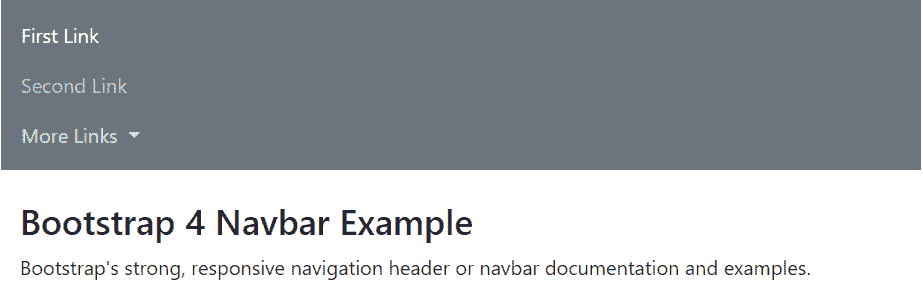 First Link
Second Link
More Links
Bootstrap 4 Navbar Example
Bootstrap's strong, responsive navigation header or navbar documentation and examples.